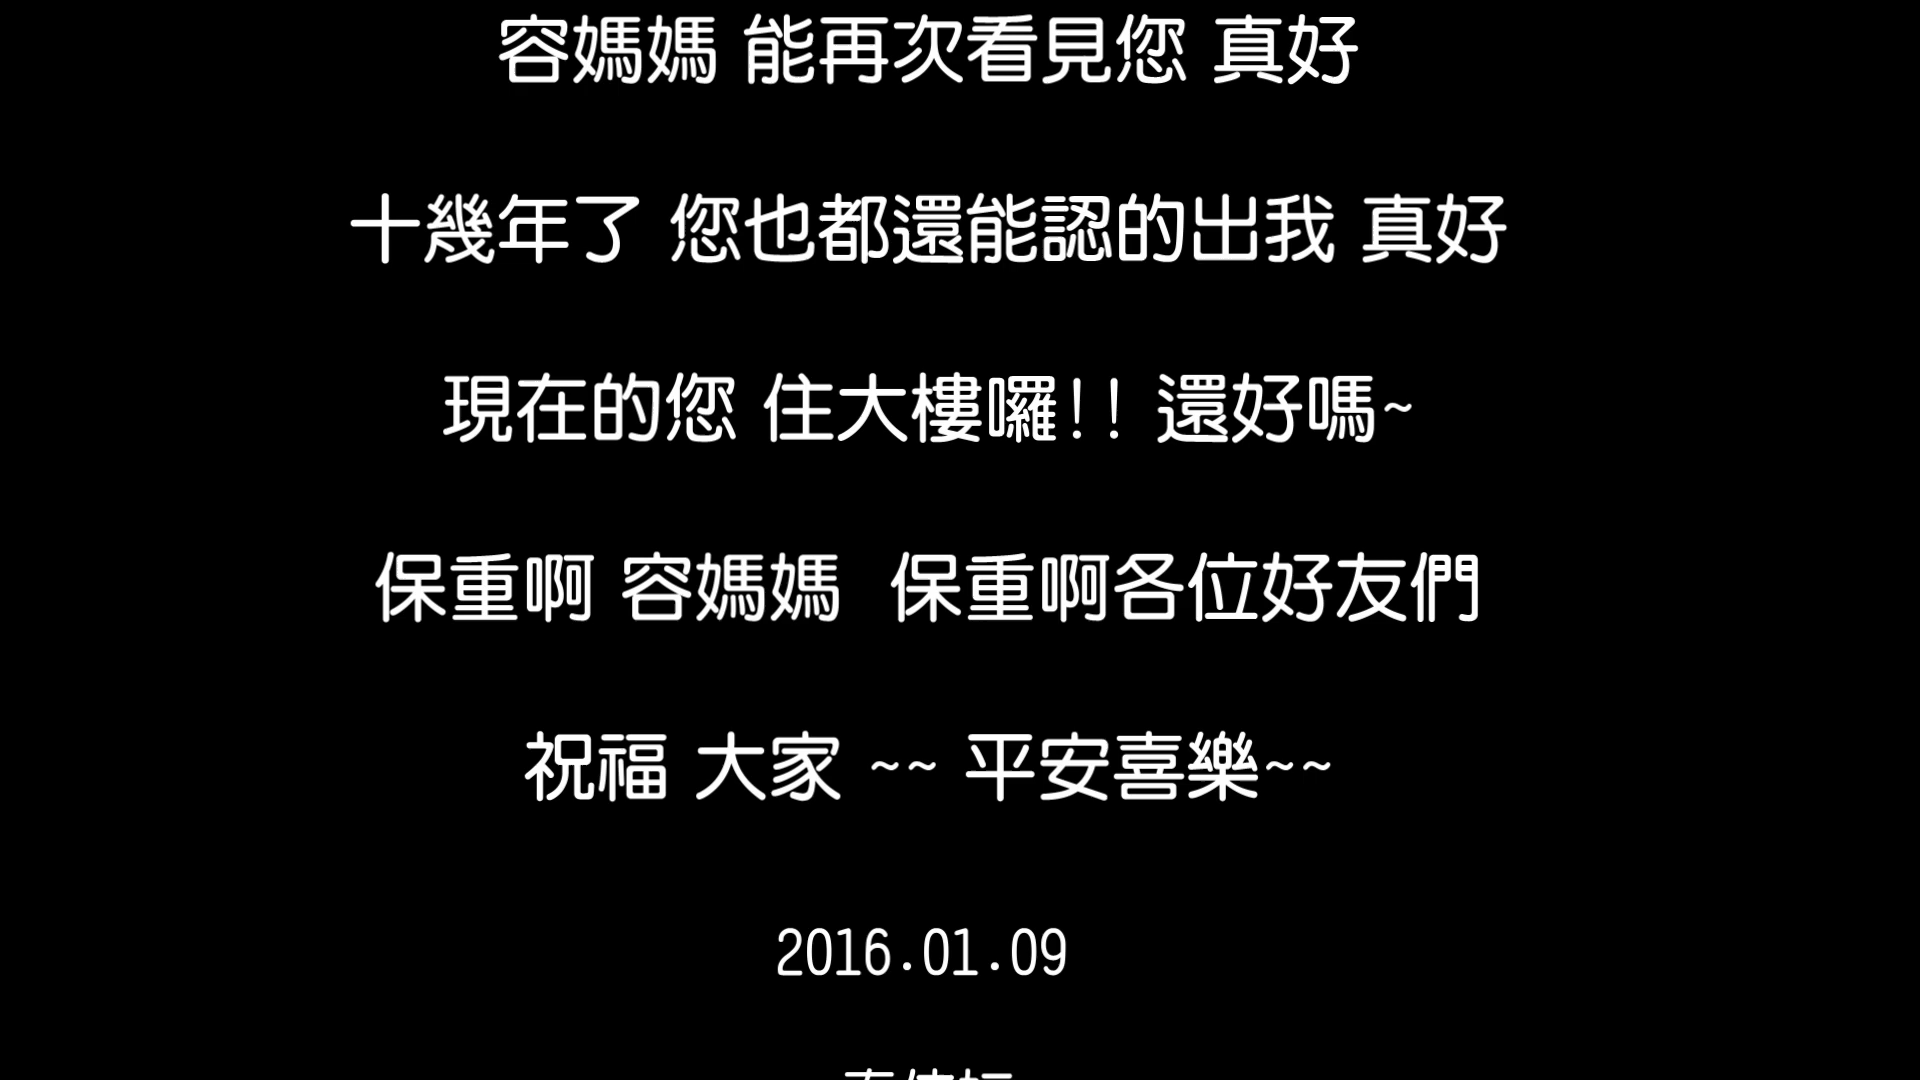 容媽媽 能再次看見您 真好
十幾年了 您也都還能認的出我 真好
現在的您 住大樓囉!! 還好嗎~
保重啊 容媽媽  保重啊各位好友們
祝福 大家 ~~ 平安喜樂~~
2016.01.09